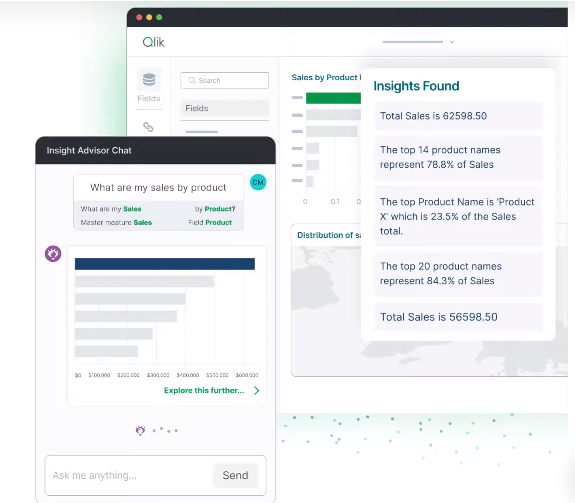 Qlik
Fields
Search
Fields
Sales by Product
0 0.1 0.
Distribution of sa
Insights Found
Total Sales is 62598.50
The top 14 product names
represent 78.8% of Sales
The top Product Name is ‘Product
X’ which is 23.5% of the Sales
total.
The top 20 product names
represent 84.3% of Sales
Total Sales is 56598.50
Insight Advisor Chat
What are my sales by product
CM
What are my Sales by Product?
Master meature Sales Field Product
$0 $100,000 $200,000 $300,000 $400,000 $500,000 $600,000
Explore this further...
Ask me anything...
Send